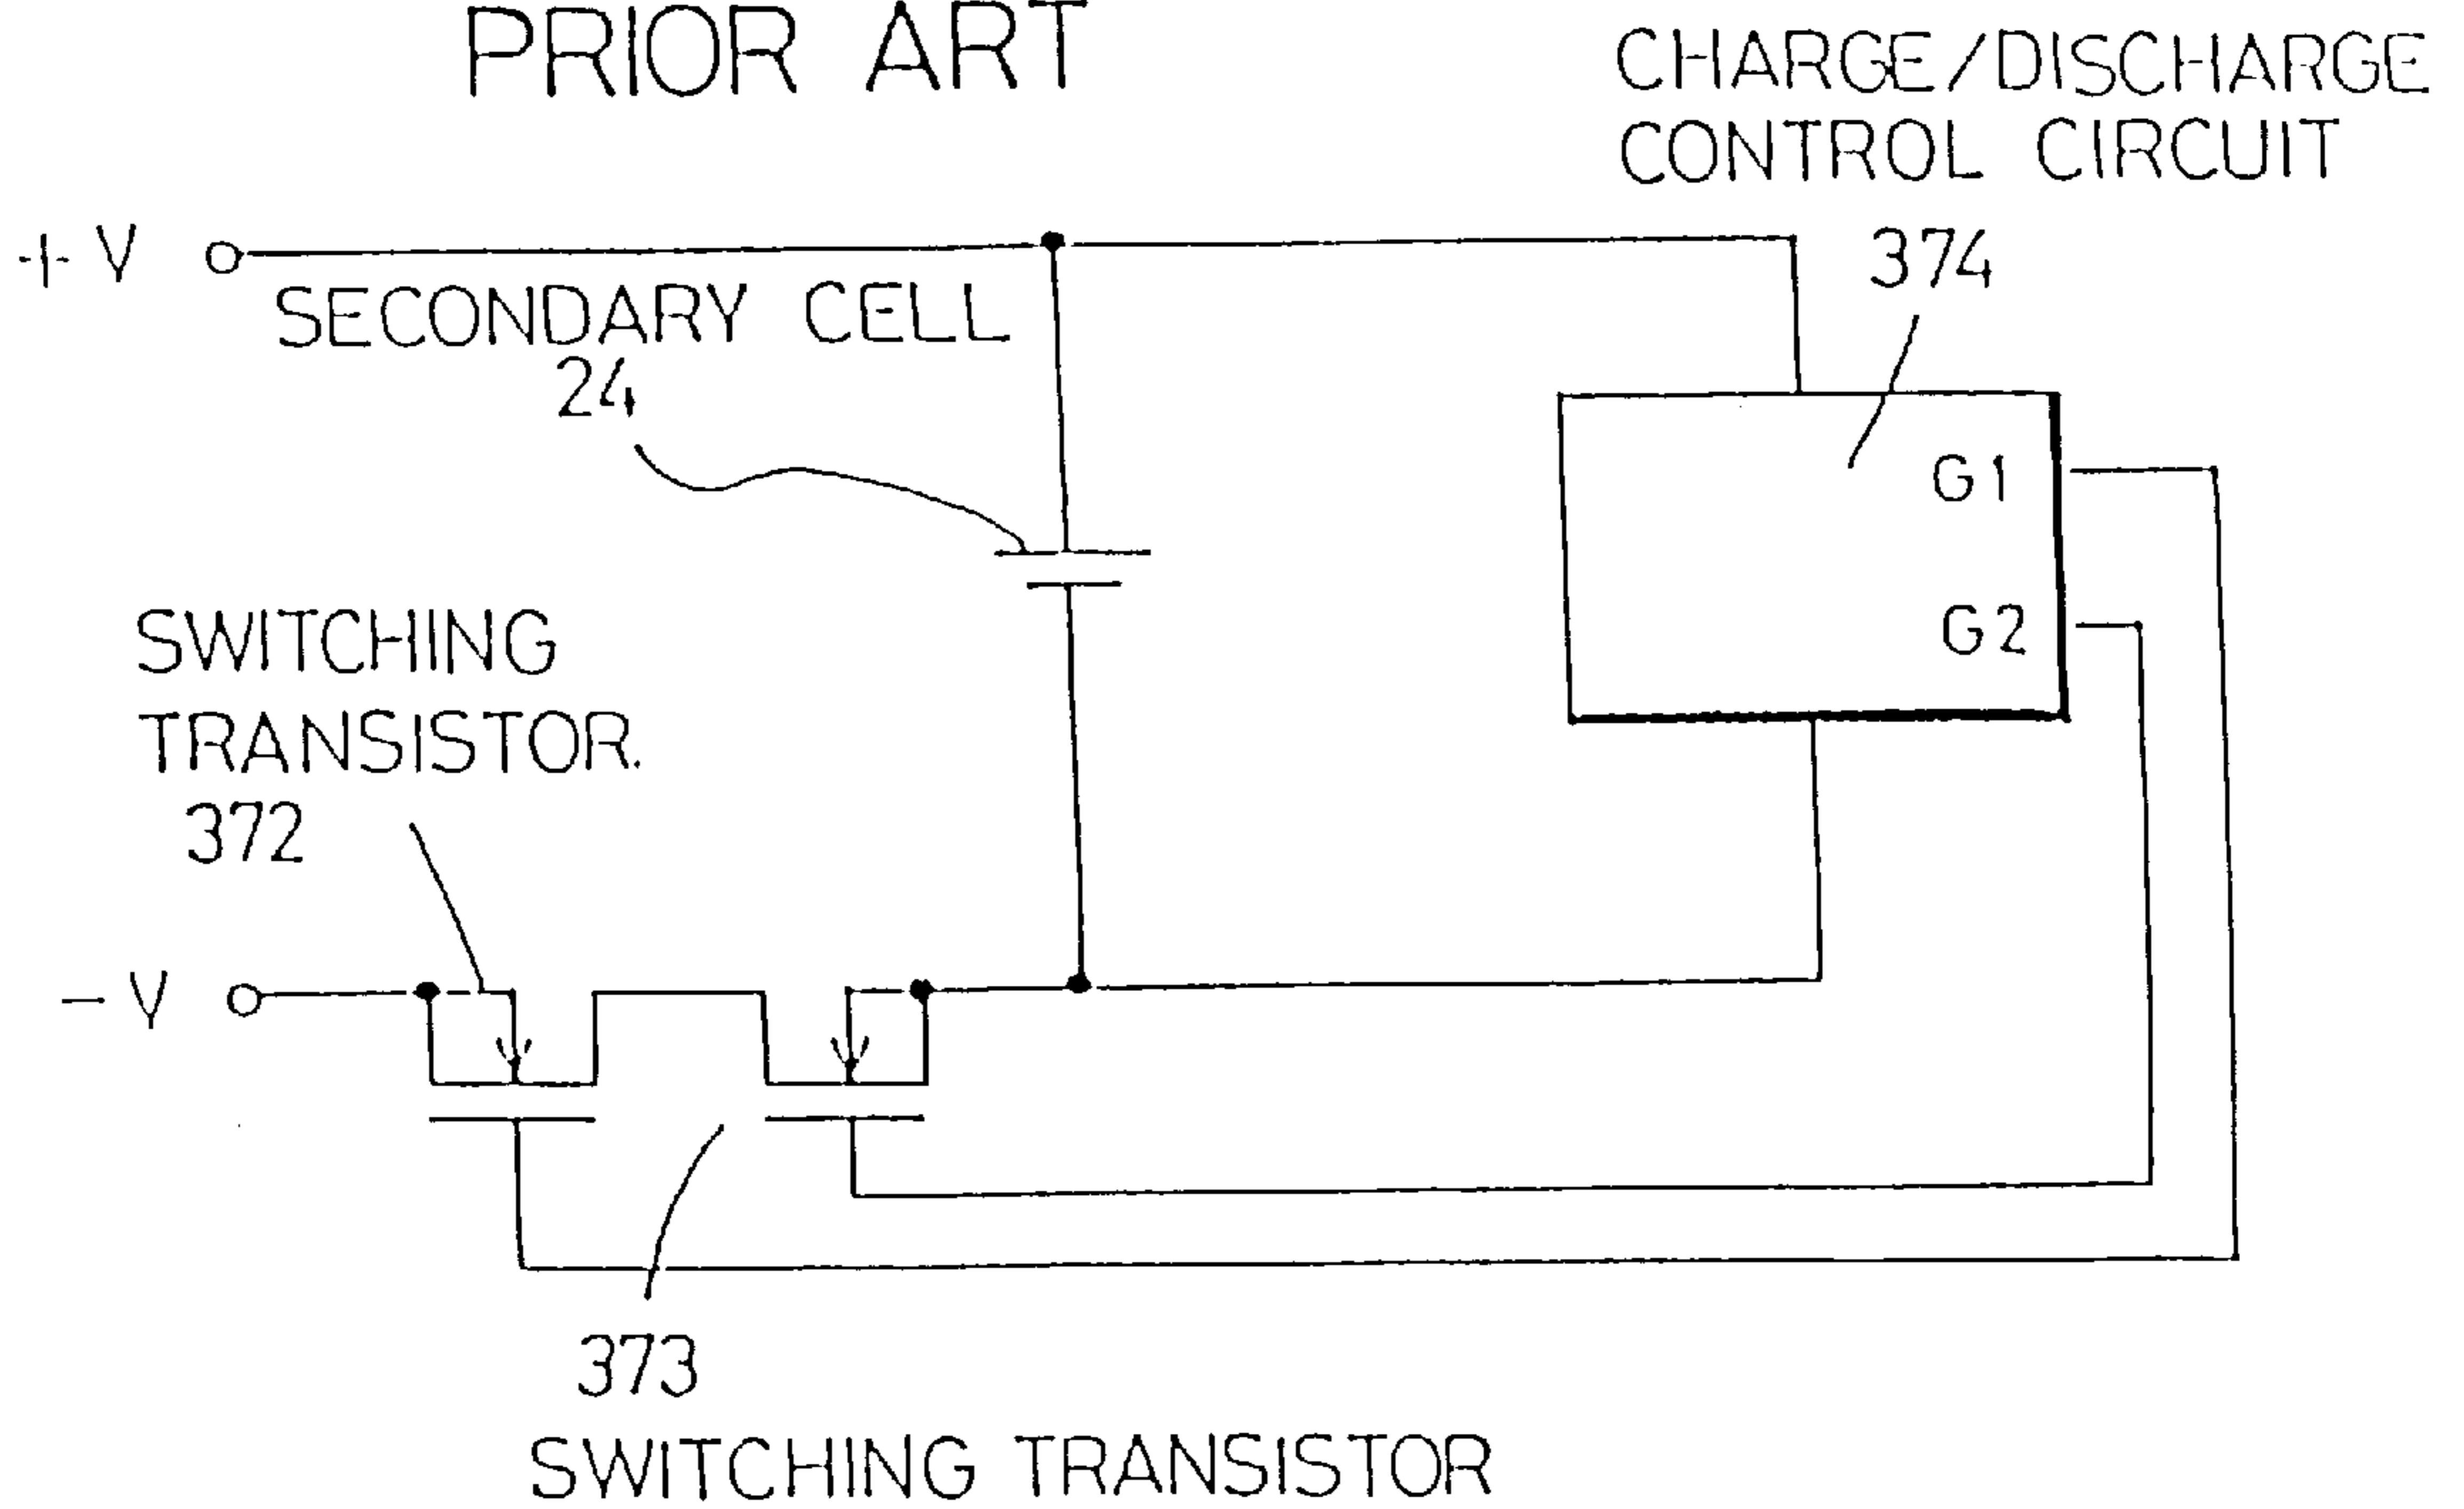 PRIOR ART
CHARGE/DISCHARGE
CONTROL CIRCUIT
374
+V
SECONDARY CELL
24
G1
G2
SWITCHING
TRANSISTOR.
372
-V
373
SWITCHING TRANSISTOR